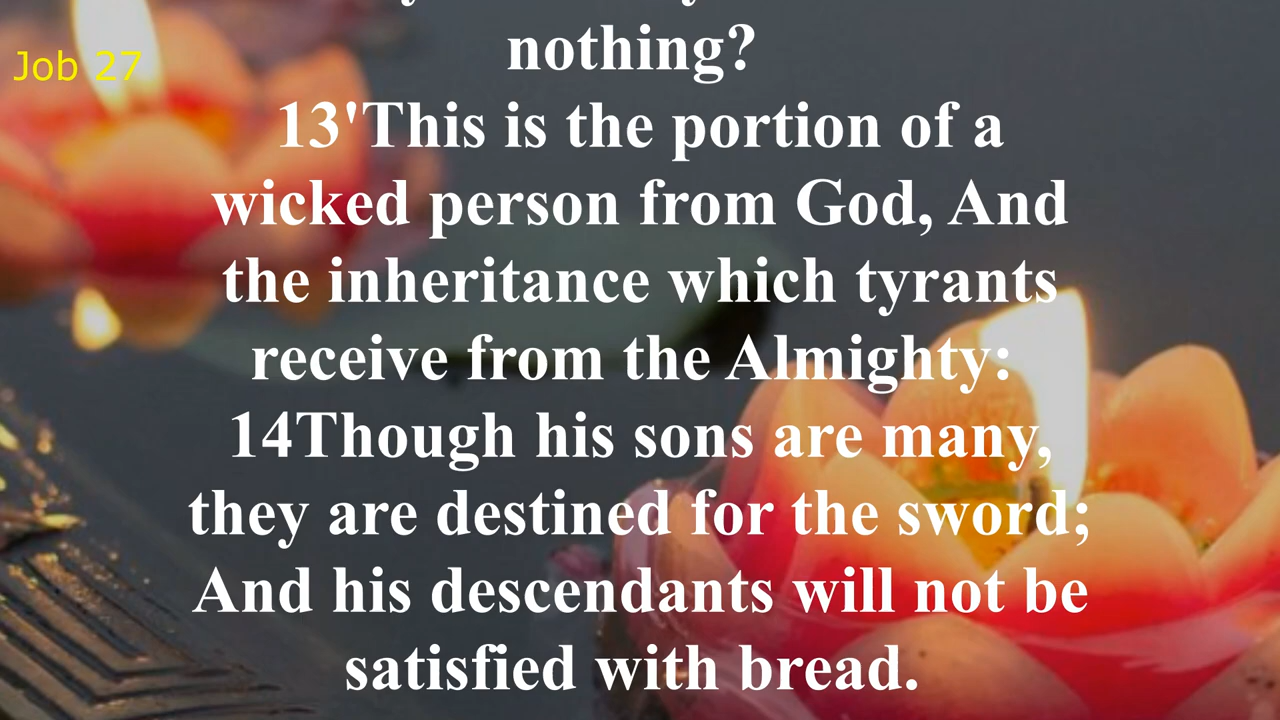 Job 27
nothing?
13'This is the portion of a
wicked person from God, And
the inheritance which tyrants
receive from the Almighty:
14Though his sons are many,
they are destined for the sword;
And his descendants will not be
satisfied with bread.